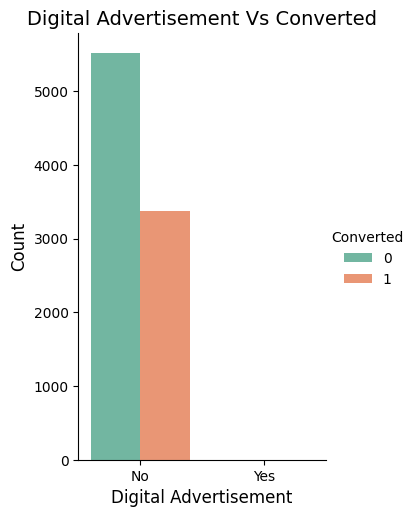 Digital Advertisement Vs Converted
Count
5000
4000
3000
2000
1000
0
No
Yes
Digital Advertisement
Converted
0
1